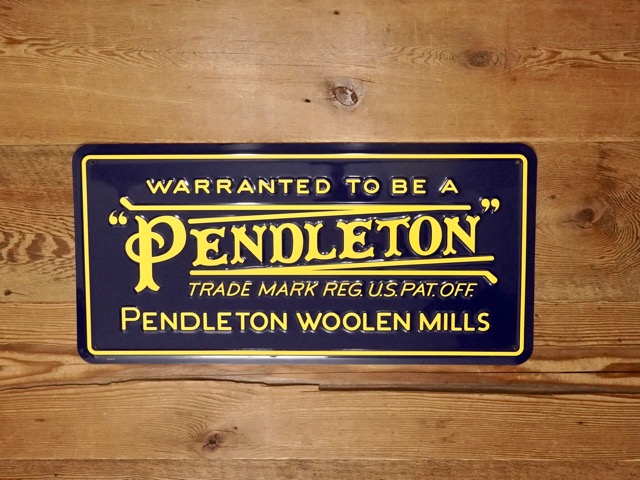 WARRANTED TO BE A
"PENDLETON"
TRADE MARK REG. U.S. PAT. OFF.
PENDLETON WOOLEN MILLS